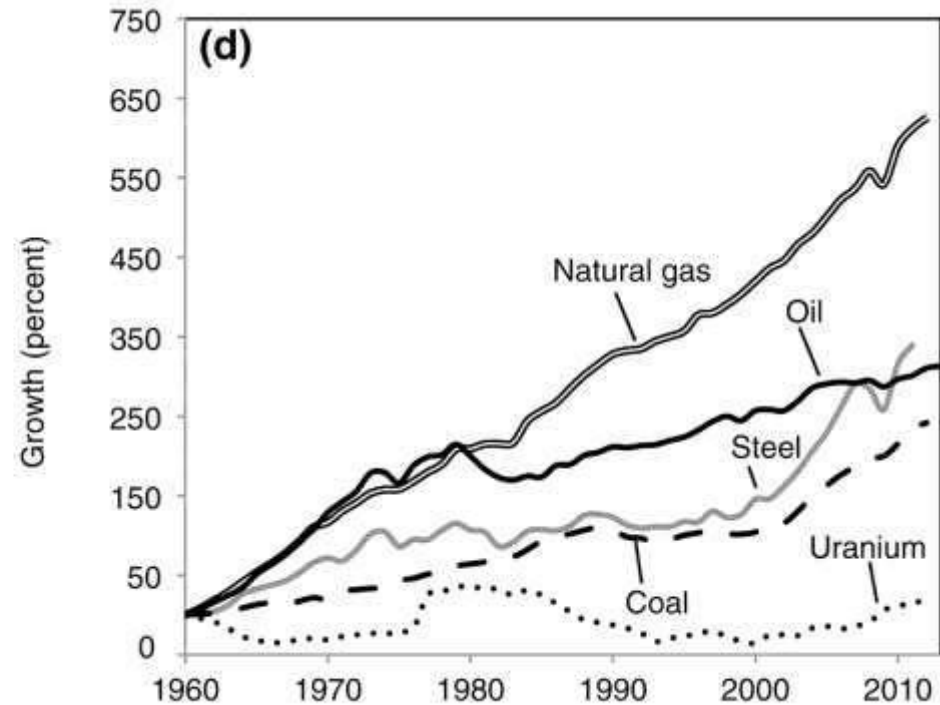 750
(d)
650
550
450
Natural gas
350
Oil
250
Steel
150
Uranium
50
Coal
0
Growth (percent)
1960 1970 1980 1990 2000 2010